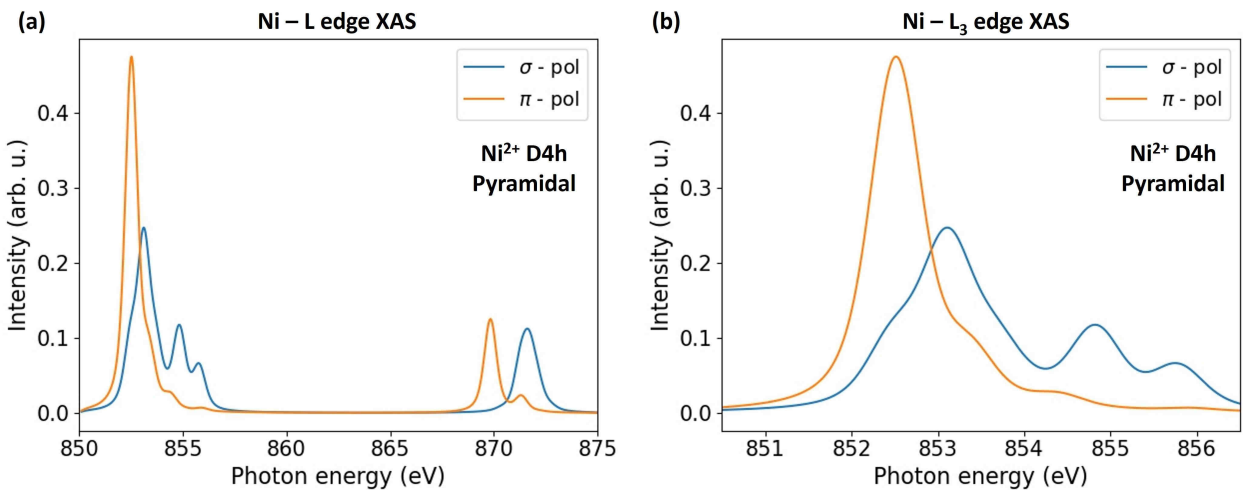 (a)
Ni – L edge XAS
σ - pol
π - pol
Ni²⁺ D4h
Pyramidal
Intensity (arb. u.)
0.4
0.3
0.2
0.1
0.0
850 855 860 865 870 875
Photon energy (eV)
(b)
Ni – L₃ edge XAS
σ - pol
π - pol
Ni²⁺ D4h
Pyramidal
Intensity (arb. u.)
0.4
0.3
0.2
0.1
0.0
851 852 853 854 855 856
Photon energy (eV)